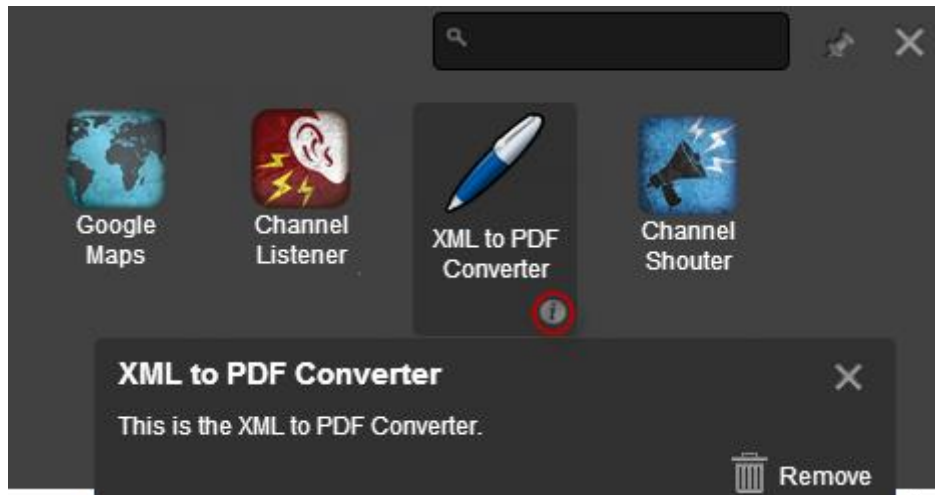 Google
Maps
Channel
Listener
XML to PDF
Converter
Channel
Shouter
i
XML to PDF Converter
This is the XML to PDF Converter.
Remove